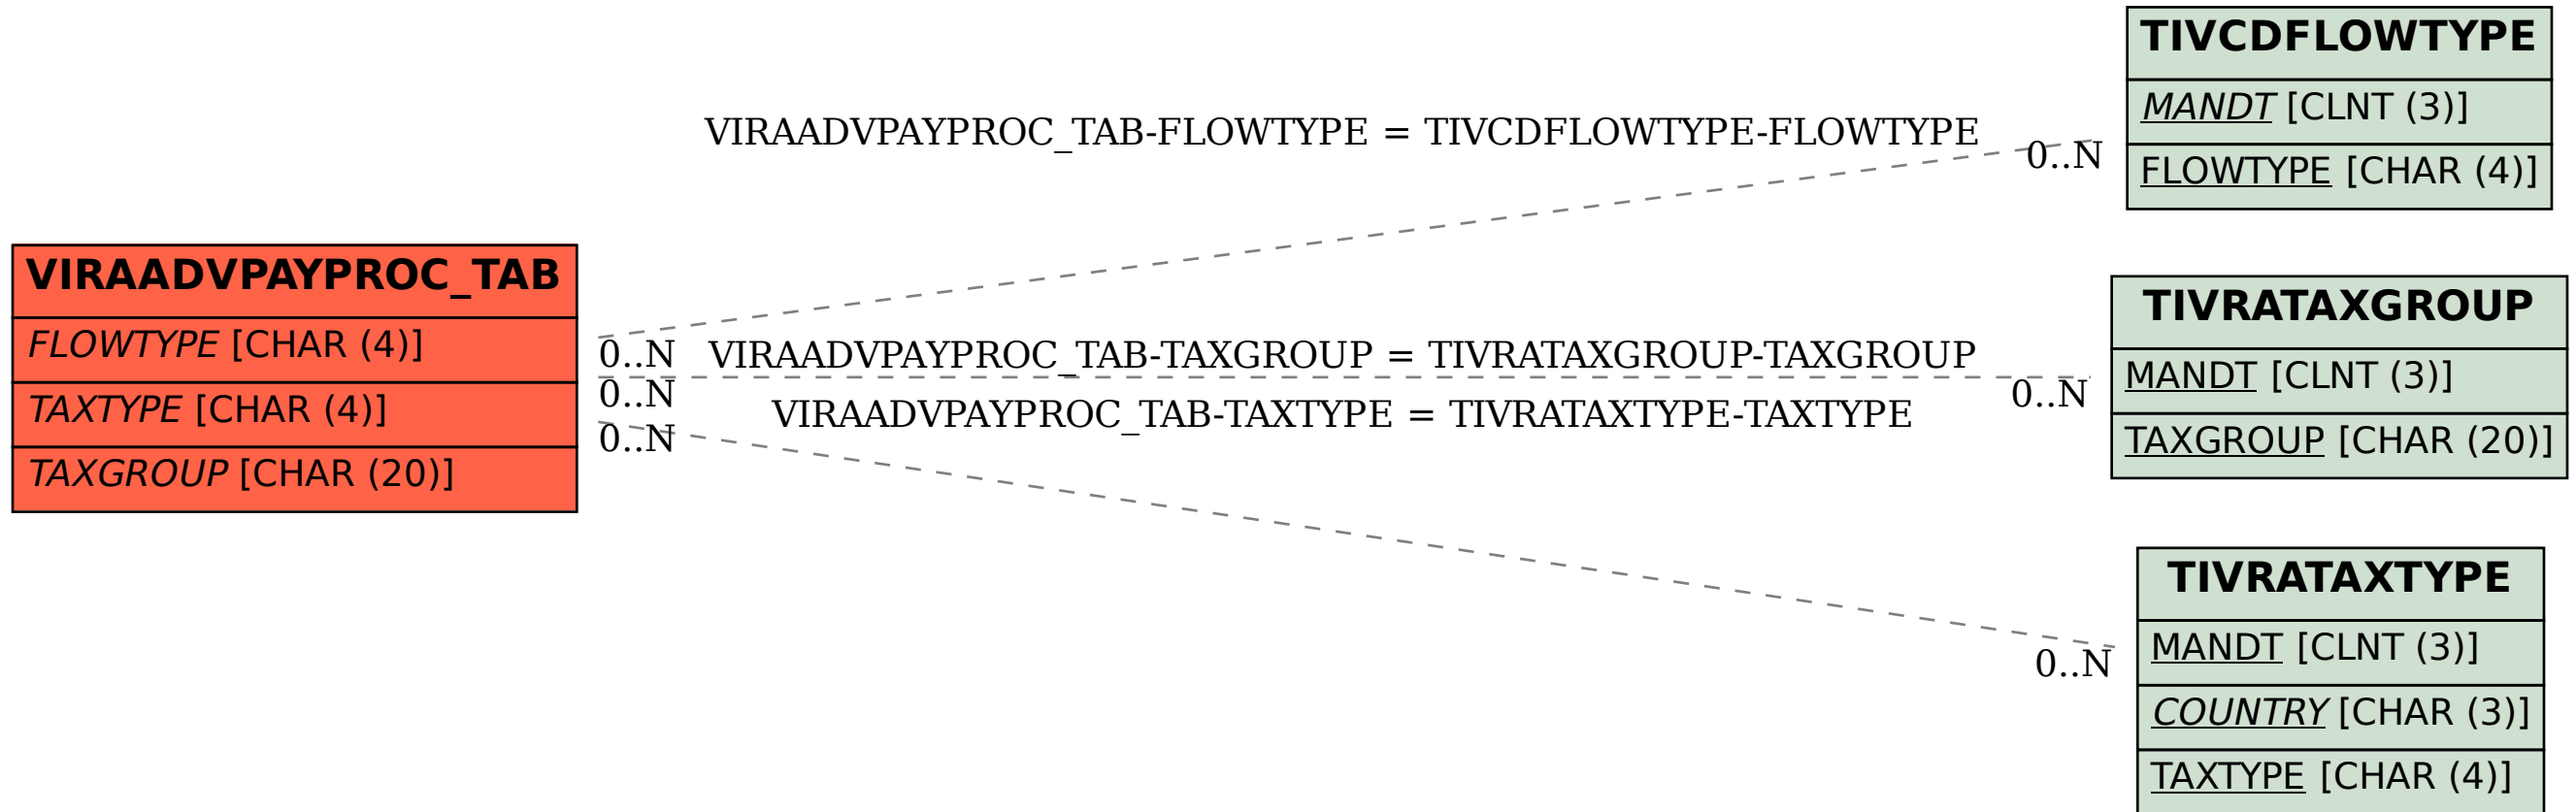 TIVCDFLOWTYPE
MANDT [CLNT (3)]
FLOWTYPE [CHAR (4)]
VIRAADVPAYPROC_TAB-FLOWTYPE = TIVCDFLOWTYPE-FLOWTYPE
0..N
VIRAADVPAYPROC_TAB
FLOWTYPE [CHAR (4)]
TAXTYPE [CHAR (4)]
TAXGROUP [CHAR (20)]
0..N
VIRAADVPAYPROC_TAB-TAXGROUP = TIVRATAXGROUP-TAXGROUP
0..N
0..N
VIRAADVPAYPROC_TAB-TAXTYPE = TIVRATAXTYPE-TAXTYPE
0..N
TIVRATAXGROUP
MANDT [CLNT (3)]
TAXGROUP [CHAR (20)]
0..N
TIVRATAXTYPE
MANDT [CLNT (3)]
COUNTRY [CHAR (3)]
TAXTYPE [CHAR (4)]